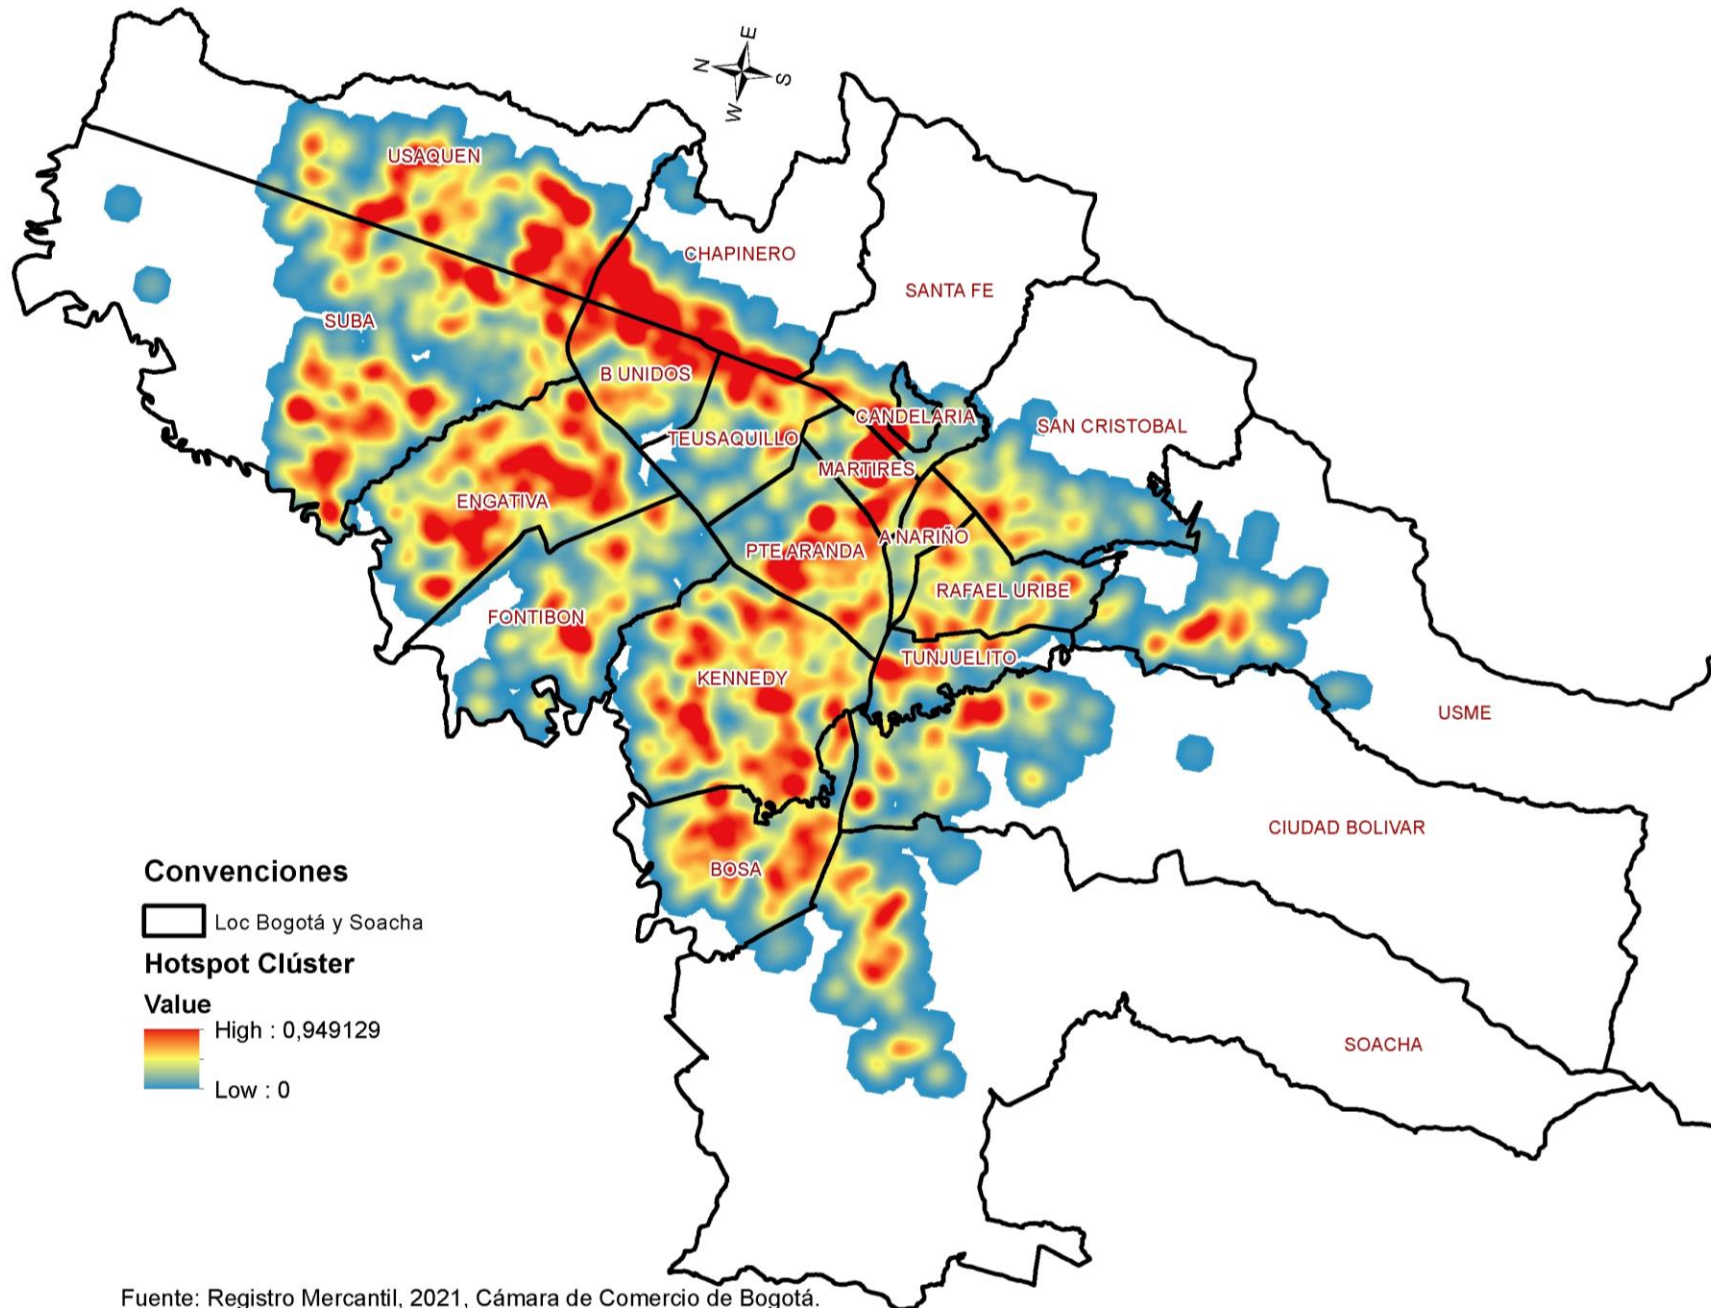 E
N
S
W
USAQUEN
CHAPINERO
SANTA FE
SUBA
B UNIDOS
CANDELARIA
SAN CRISTOBAL
TEUSAQUILLO
MARTIRES
ENGATIVA
A NARIÑO
PTE ARANDA
RAFAEL URIBE
FONTIBON
TUNJUELITO
KENNEDY
USME
CIUDAD BOLIVAR
BOSA
SOACHA
Convenciones
Loc Bogotá y Soacha
Hotspot Clúster
Value
High : 0,949129
Low : 0
Fuente: Registro Mercantil, 2021, Cámara de Comercio de Bogotá.